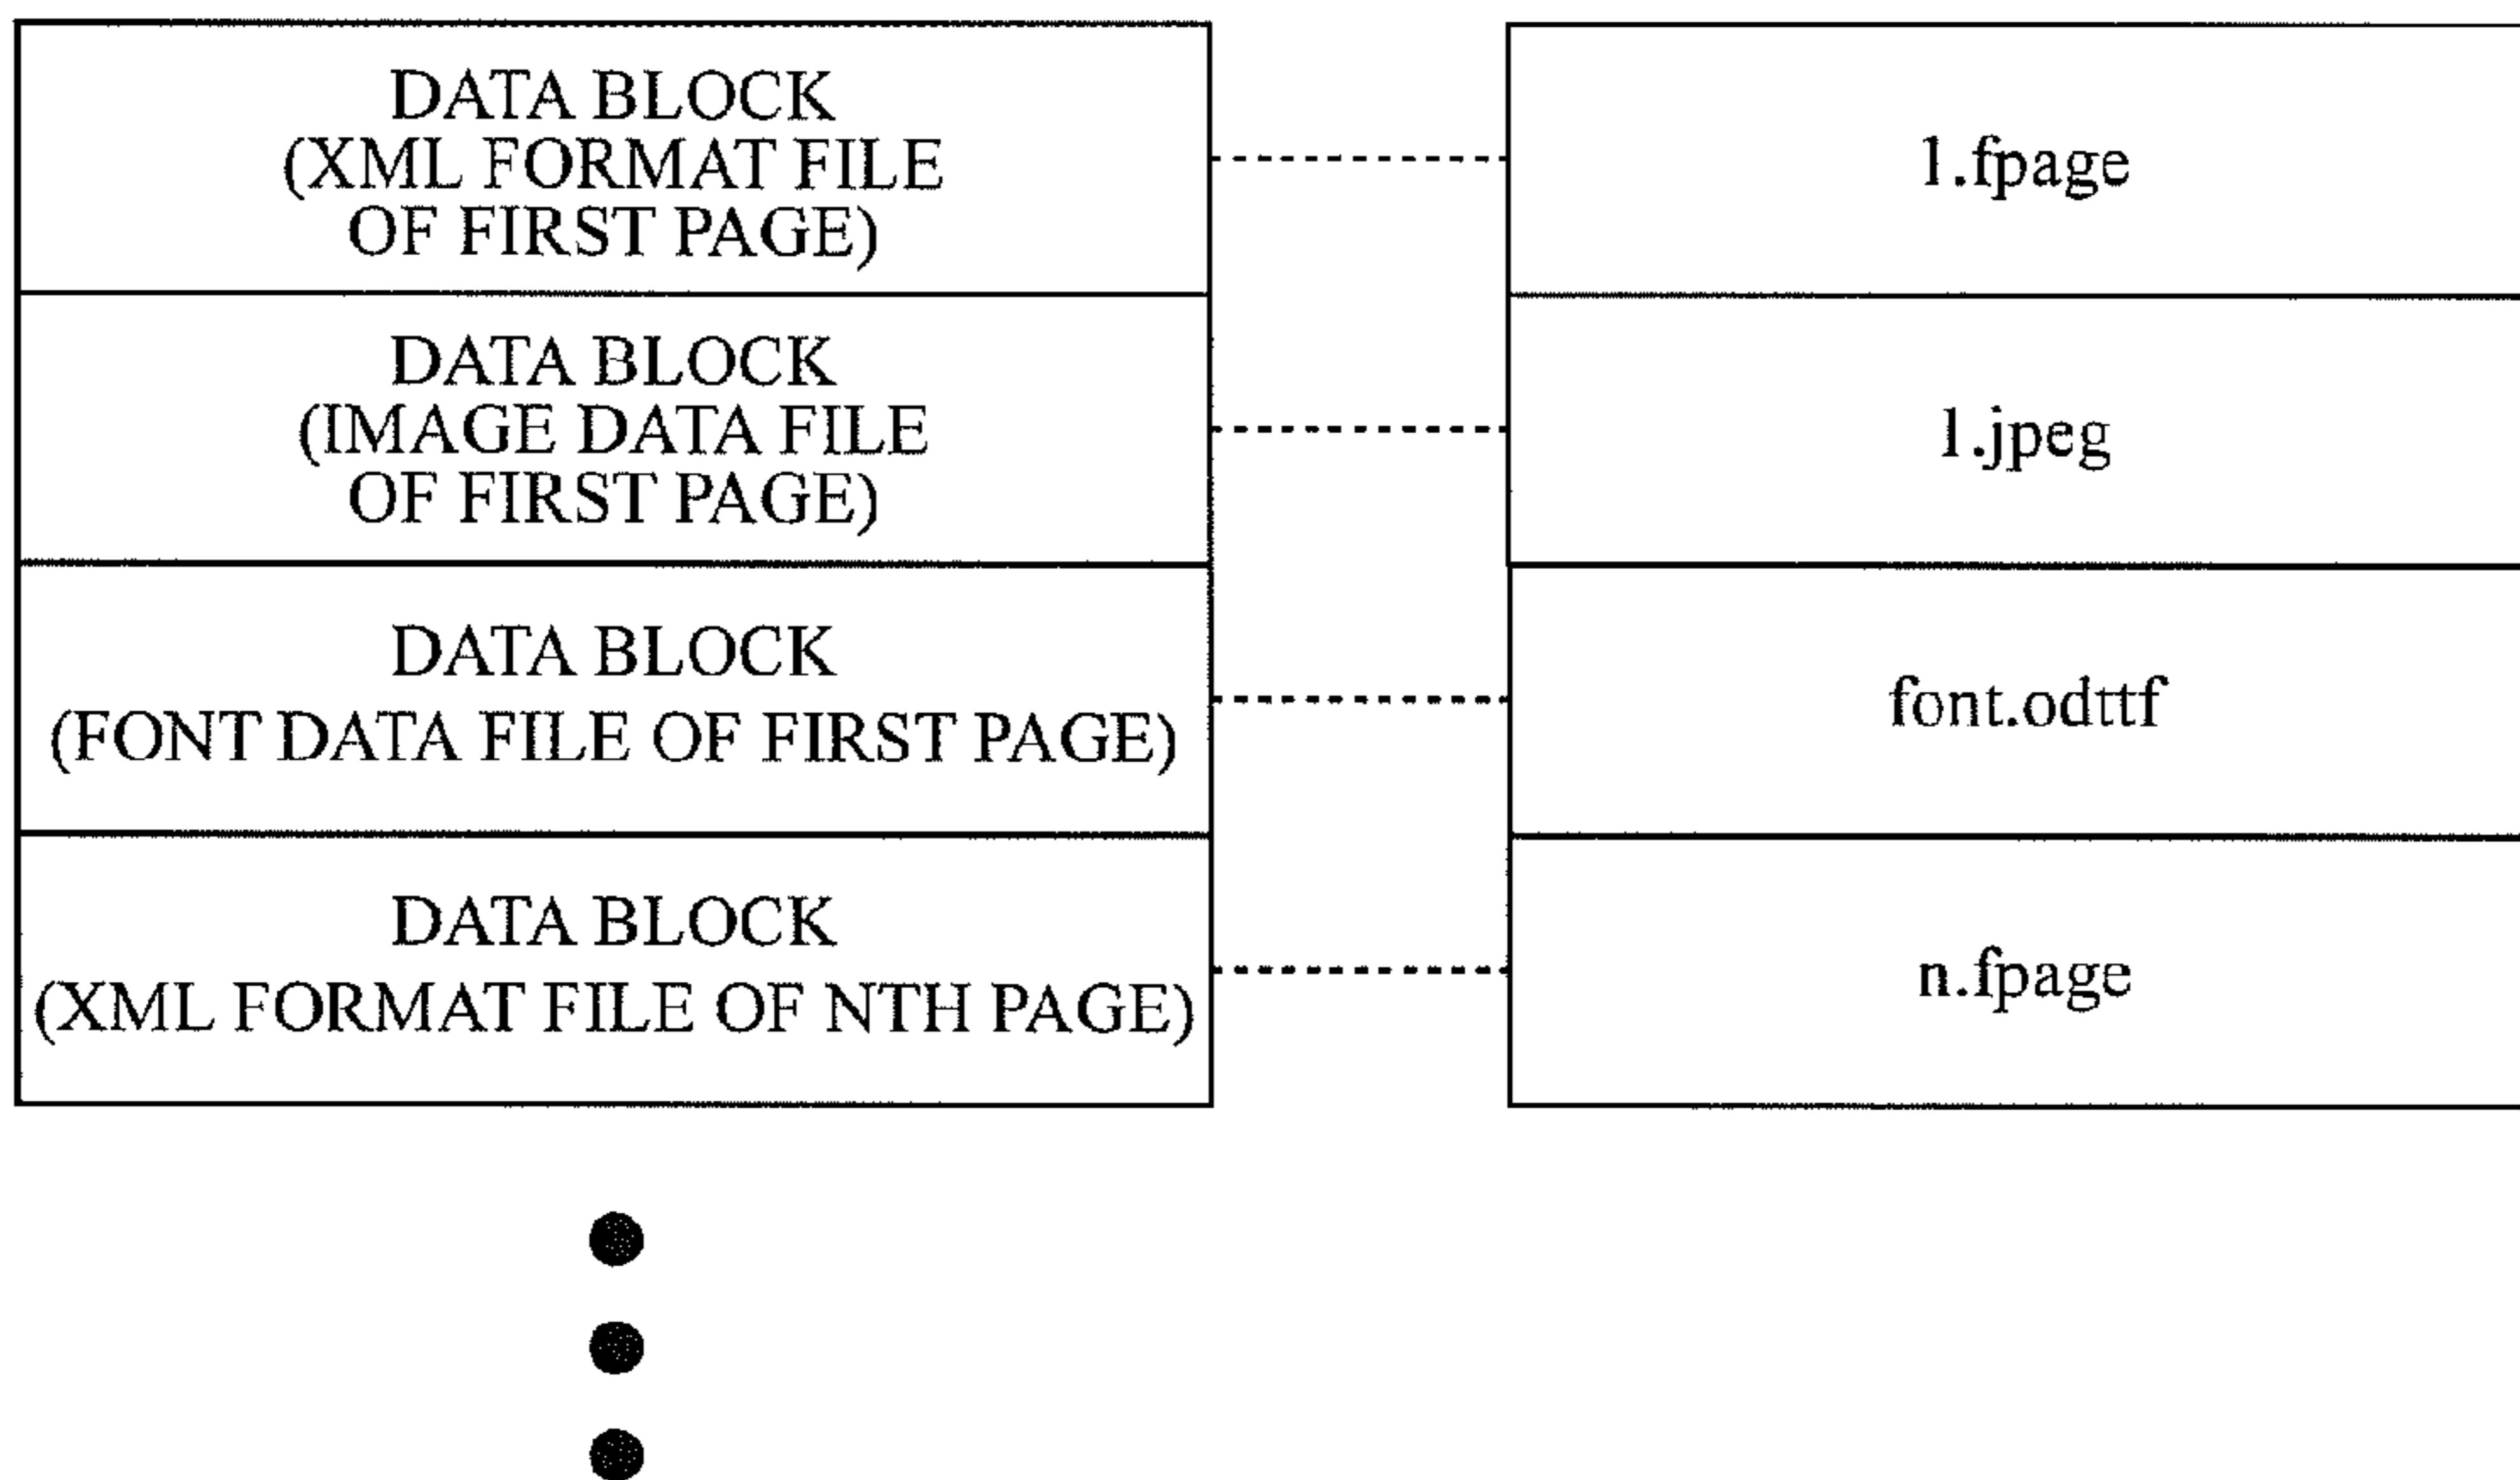 DATA BLOCK
(XML FORMAT FILE
OF FIRST PAGE)
1.fpage
DATA BLOCK
(IMAGE DATA FILE
OF FIRST PAGE)
1.jpeg
DATA BLOCK
(FONT DATA FILE OF FIRST PAGE)
font.odttf
DATA BLOCK
(XML FORMAT FILE OF NTH PAGE)
n.fpage